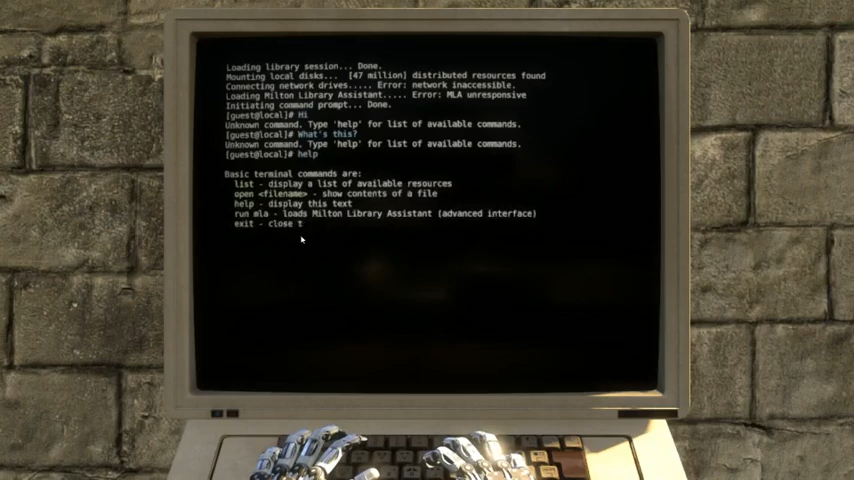 Loading library session... Done.
Mounting local disks... [47 million] distributed resources found
Connecting network drives..... Error: network inaccessible.
Loading Milton Library Assistant..... Error: MLA unresponsive
Initiating command prompt... Done.
[guest@local]# Hi
Unknown command. Type 'help' for list of available commands.
[guest@local]# What's this?
Unknown command. Type 'help' for list of available commands.
[guest@local]# help
Basic terminal commands are:
list - display a list of available resources
open <filename> - show contents of a file
help - display this text
run mla - loads Milton Library Assistant (advanced interface)
exit - close t